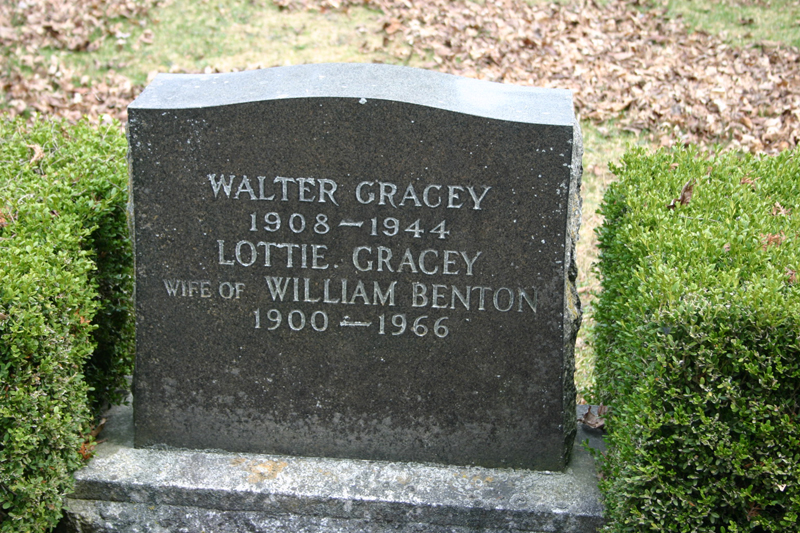 WALTER GRACEY
1908 — 1944
LOTTIE GRACEY
WIFE OF WILLIAM BENTON
1900 — 1966